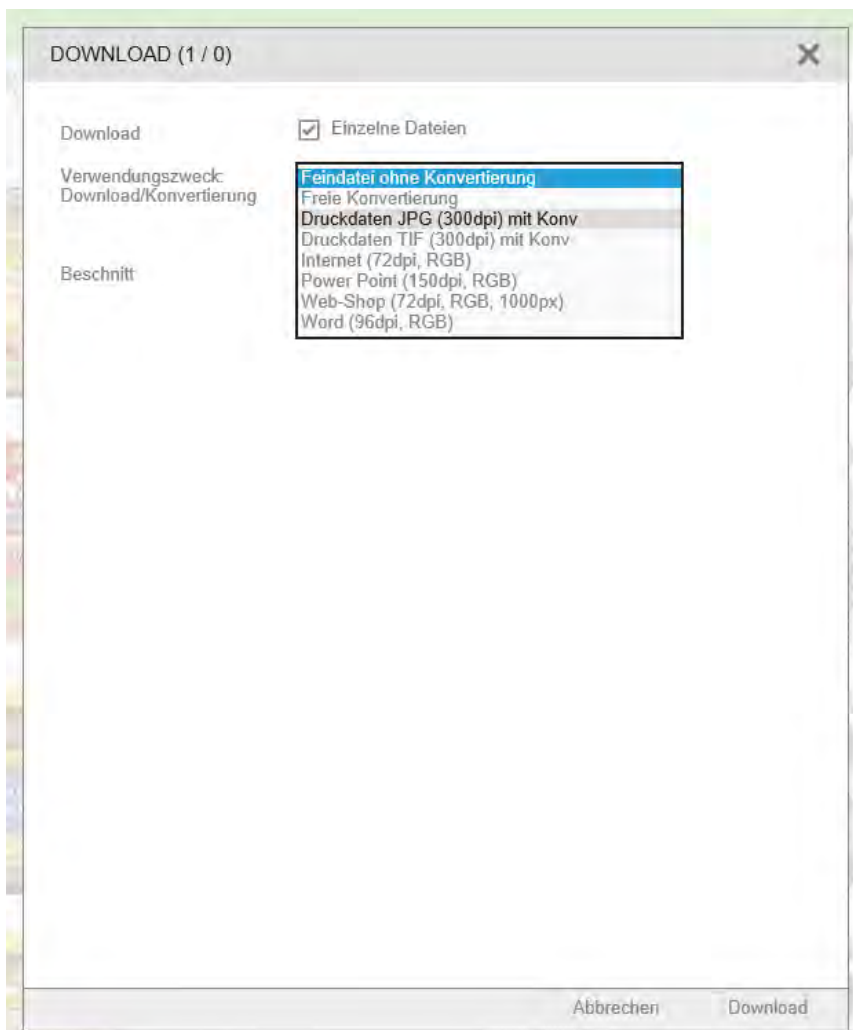 DOWNLOAD (1 / 0)
Download
Einzelne Dateien
Verwendungszweck:
Download/Konvertierung
Feindatei ohne Konvertierung
Freie Konvertierung
Druckdaten JPG (300dpi) mit Konv
Druckdaten TIF (300dpi) mit Konv
Internet (72dpi, RGB)
Power Point (150dpi, RGB)
Web-Shop (72dpi, RGB, 1000px)
Word (96dpi, RGB)
Beschnitt
Abbrechen
Download